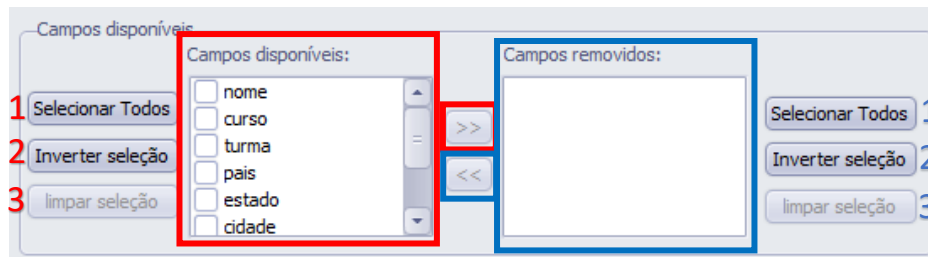 Campos disponíveis
Campos disponíveis:
Campos removidos:
1 Selecionar Todos
2 Inverter seleção
3 limpar seleção
nome
curso
turma
pais
estado
cidade
>>
<<
Selecionar Todos 1
Inverter seleção 2
limpar seleção 3